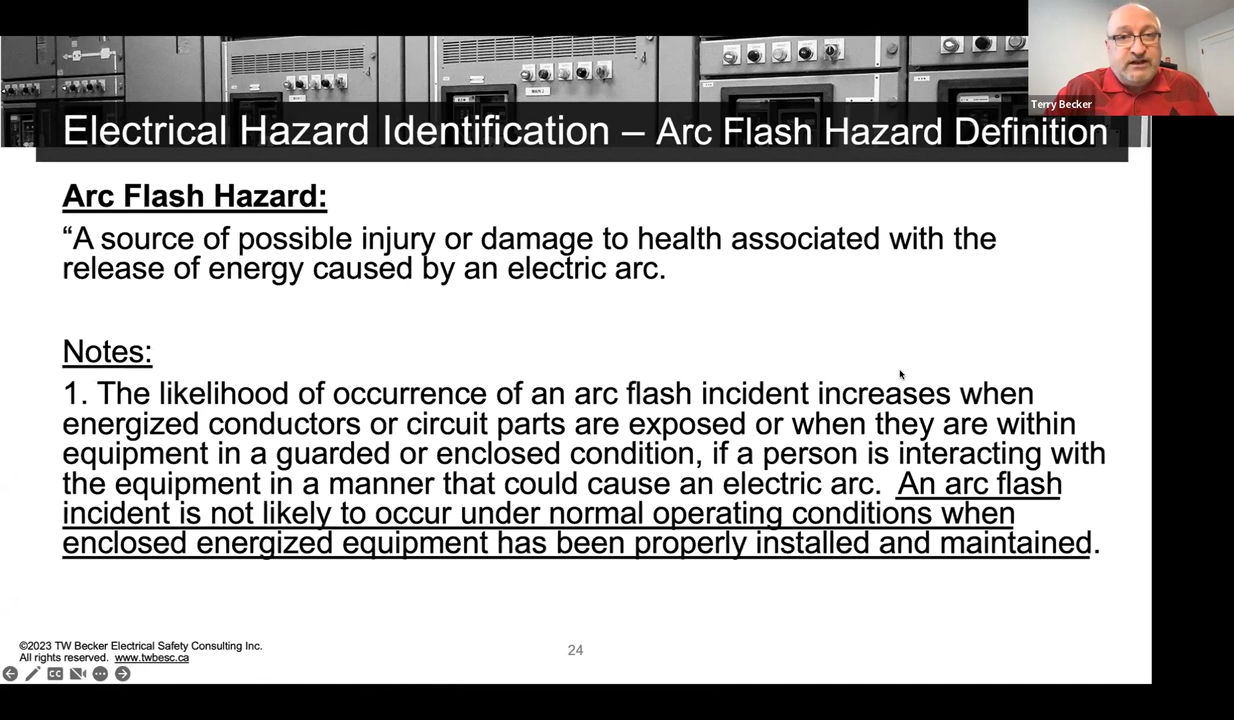 Terry Becker
Electrical Hazard Identification – Arc Flash Hazard Definition
Arc Flash Hazard:
“A source of possible injury or damage to health associated with the
release of energy caused by an electric arc.
Notes:
1. The likelihood of occurrence of an arc flash incident increases when
energized conductors or circuit parts are exposed or when they are within
equipment in a guarded or enclosed condition, if a person is interacting with
the equipment in a manner that could cause an electric arc. An arc flash
incident is not likely to occur under normal operating conditions when
enclosed energized equipment has been properly installed and maintained.
©2023 TW Becker Electrical Safety Consulting Inc.
All rights reserved. www.twbesc.ca
24
CC